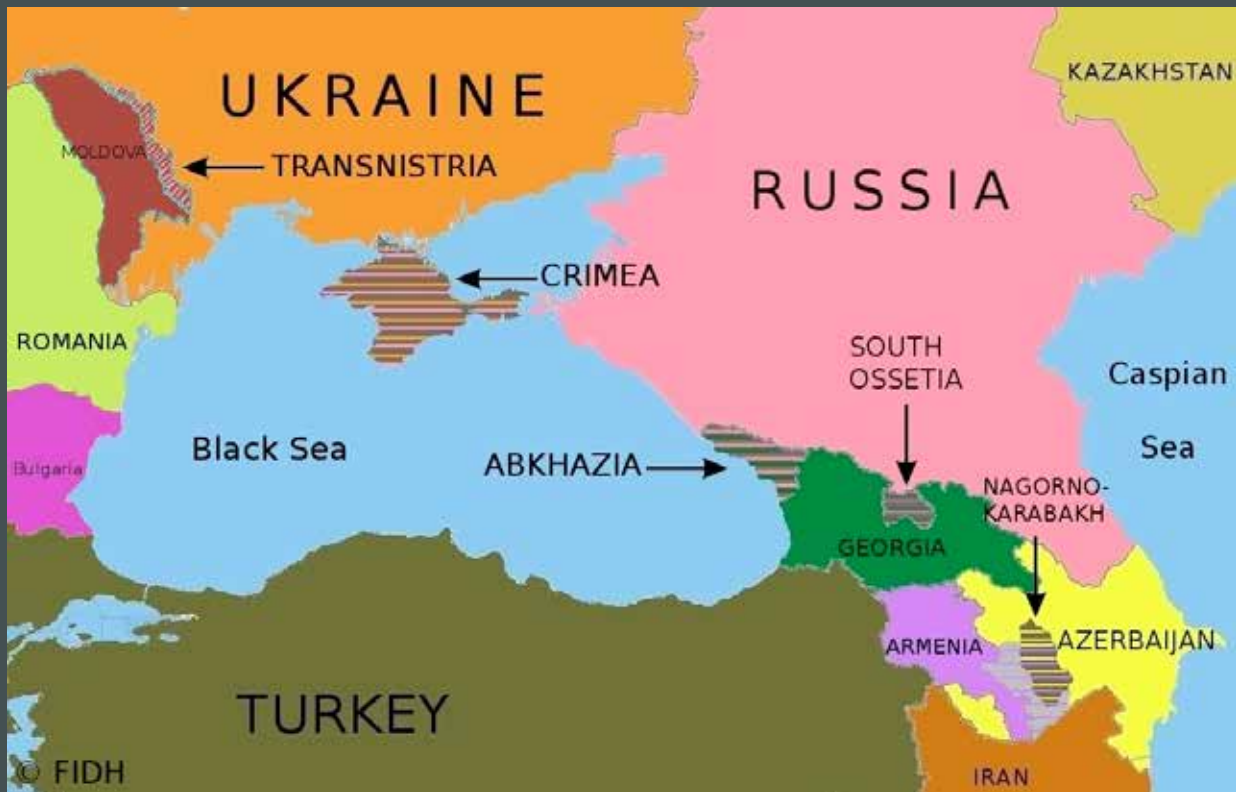 KAZAKHSTAN
UKRAINE
MOLDOVA
TRANSNISTRIA
RUSSIA
CRIMEA
ROMANIA
SOUTH
OSSETIA
Caspian
Sea
Black Sea
Bulgaria
ABKHAZIA
NAGORNO-
KARABAKH
GEORGIA
ARMENIA
AZERBAIJAN
TURKEY
© FIDH
IRAN